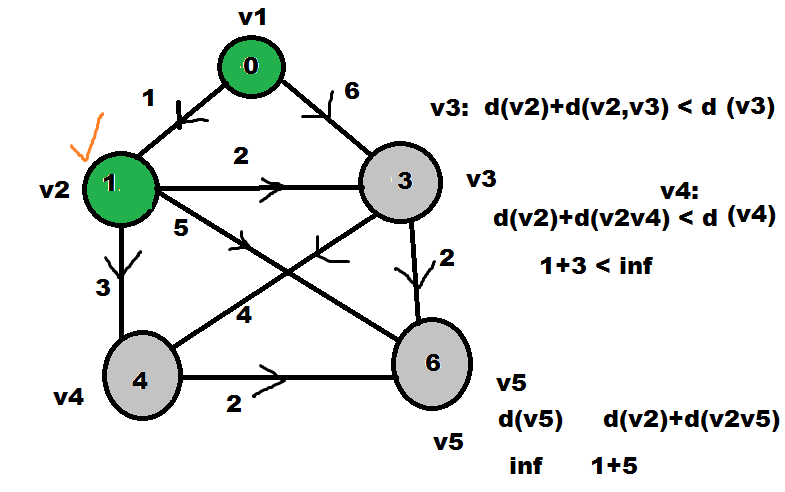 v1
0
1
6
v3: d(v2)+d(v2,v3) < d (v3)
2
v2
1
3
v3
v4:
d(v2)+d(v2v4) < d (v4)
5
1+3 < inf
2
3
4
v4
4
2
6
v5
d(v5) d(v2)+d(v2v5)
v5
inf 1+5